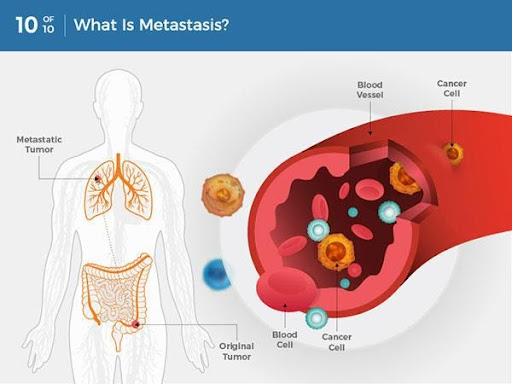 10 OF 10 What Is Metastasis?
Blood
Vessel
Cancer
Cell
Metastatic
Tumor
Original
Tumor
Blood
Cell
Cancer
Cell